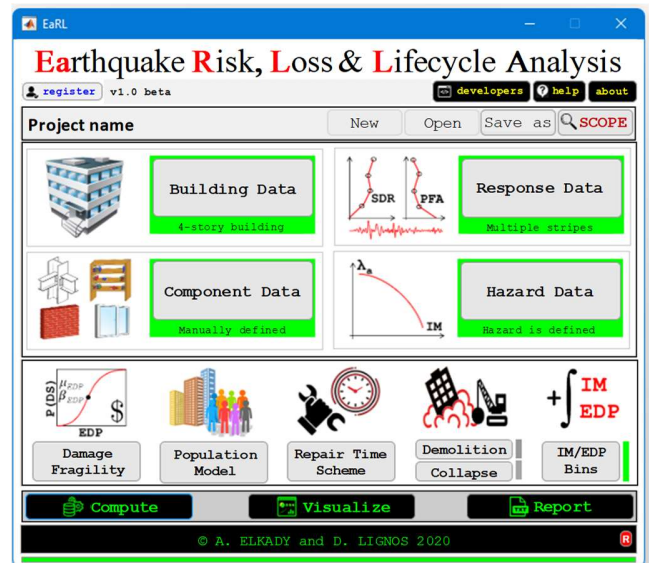 EaRL
Earthquake Risk, Loss & Lifecycle Analysis
register v1.0 beta developers help about
Project name New Open Save as SCOPE
Building Data
4-story building
SDR PFA
Response Data
Multiple stripes
Component Data
Manually defined
λa
IM
Hazard Data
Hazard is defined
P(DS)
μEDP
βEDP
$
EDP
Damage
Fragility
Population
Model
Repair Time
Scheme
Demolition
Collapse
+∫ IM
EDP
IM/EDP
Bins
Compute Visualize TXT Report
© A. ELKADY and D. LIGNOS 2020 R